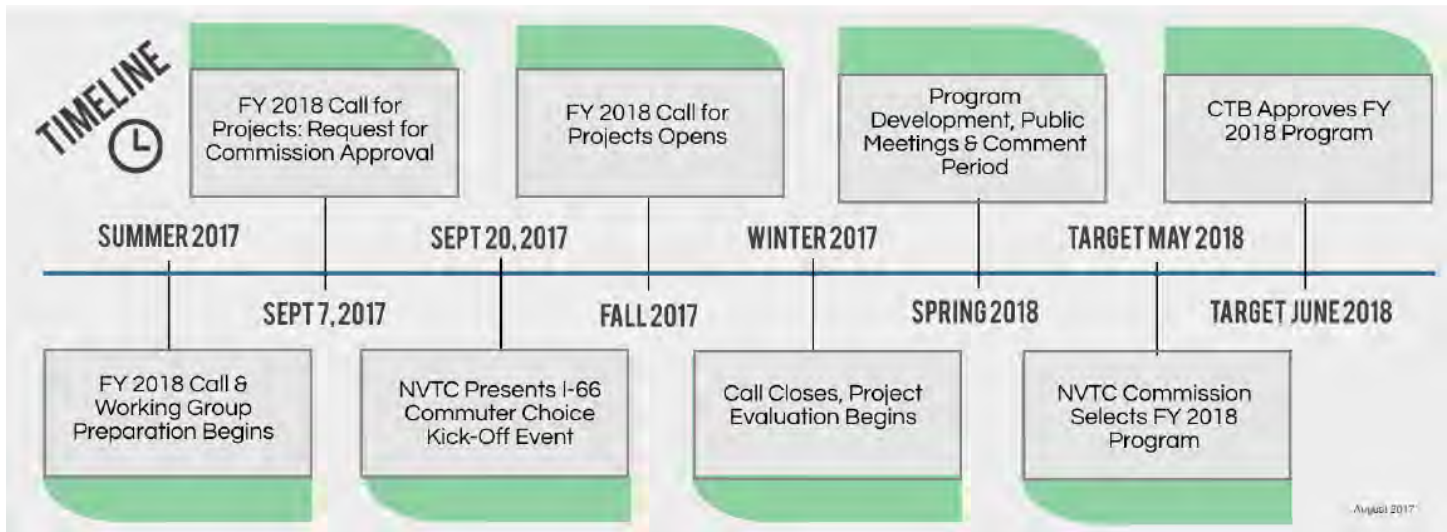 TIMELINE
FY 2018 Call for
Projects: Request for
Commission Approval
FY 2018 Call for
Projects Opens
Program
Development, Public
Meetings & Comment
Period
CTB Approves FY
2018 Program
SUMMER 2017
SEPT 20, 2017
WINTER 2017
TARGET MAY 2018
SEPT 7, 2017
FALL 2017
SPRING 2018
TARGET JUNE 2018
FY 2018 Call &
Working Group
Preparation Begins
NVTC Presents I-66
Commuter Choice
Kick-Off Event
Call Closes, Project
Evaluation Begins
NVTC Commission
Selects FY 2018
Program
August 2017